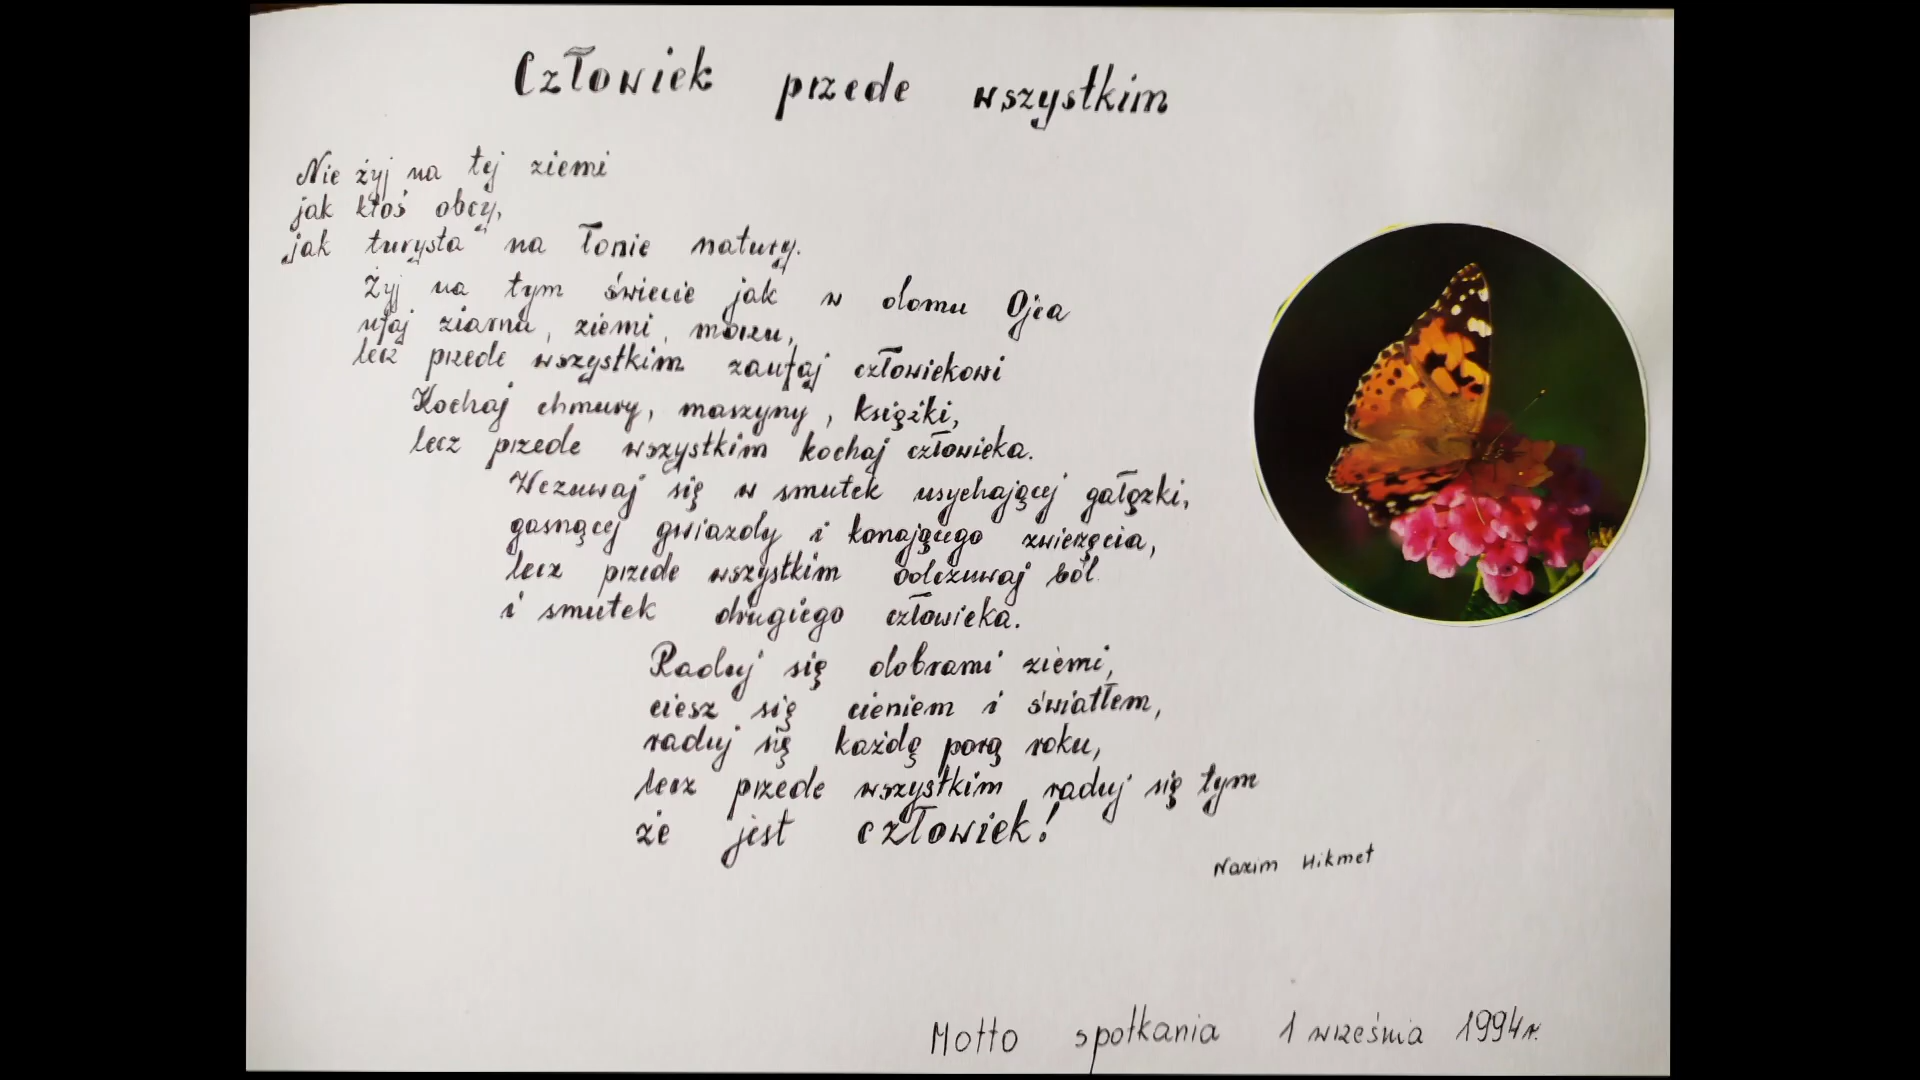 Człowiek przede wszystkim
Nie żyj na tej ziemi
jak ktoś obcy,
jak turysta na łonie natury.
Żyj na tym świecie jak w domu Ojca
ufaj ziarnu, ziemi, morzu,
lecz przede wszystkim zaufaj człowiekowi
Kochaj chmury, maszyny, książki,
lecz przede wszystkim kochaj człowieka.
Wczuwaj się w smutek usychającej gałązki,
gasnącej gwiazdy i konającego zwierzęcia,
lecz przede wszystkim odczuwaj ból
i smutek drugiego człowieka.
Raduj się dobrami ziemi,
ciesz się cieniem i światłem,
raduj się każdą porą roku,
lecz przede wszystkim raduj się tym
że jest człowiek!
Nazim Hikmet
Motto spotkania 1 września 1994r.